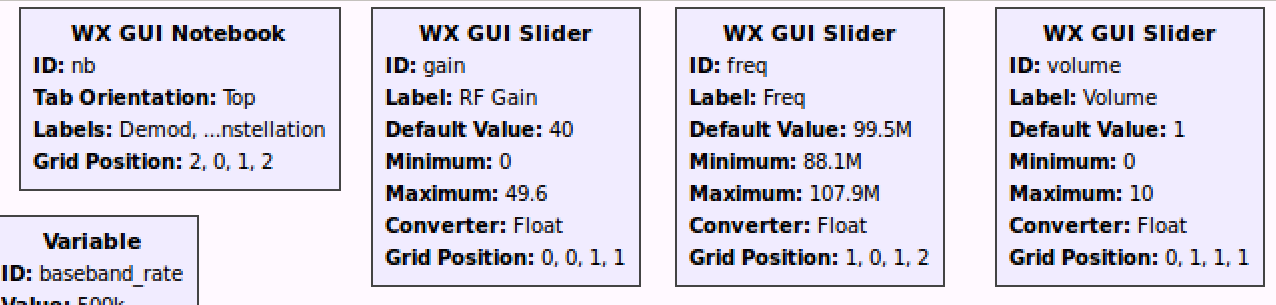 WX GUI Notebook
ID: nb
Tab Orientation: Top
Labels: Demod, ...nstellation
Grid Position: 2, 0, 1, 2
WX GUI Slider
ID: gain
Label: RF Gain
Default Value: 40
Minimum: 0
Maximum: 49.6
Converter: Float
Grid Position: 0, 0, 1, 1
WX GUI Slider
ID: freq
Label: Freq
Default Value: 99.5M
Minimum: 88.1M
Maximum: 107.9M
Converter: Float
Grid Position: 1, 0, 1, 2
WX GUI Slider
ID: volume
Label: Volume
Default Value: 1
Minimum: 0
Maximum: 10
Converter: Float
Grid Position: 0, 1, 1, 1
Variable
ID: baseband_rate
Value: 500k